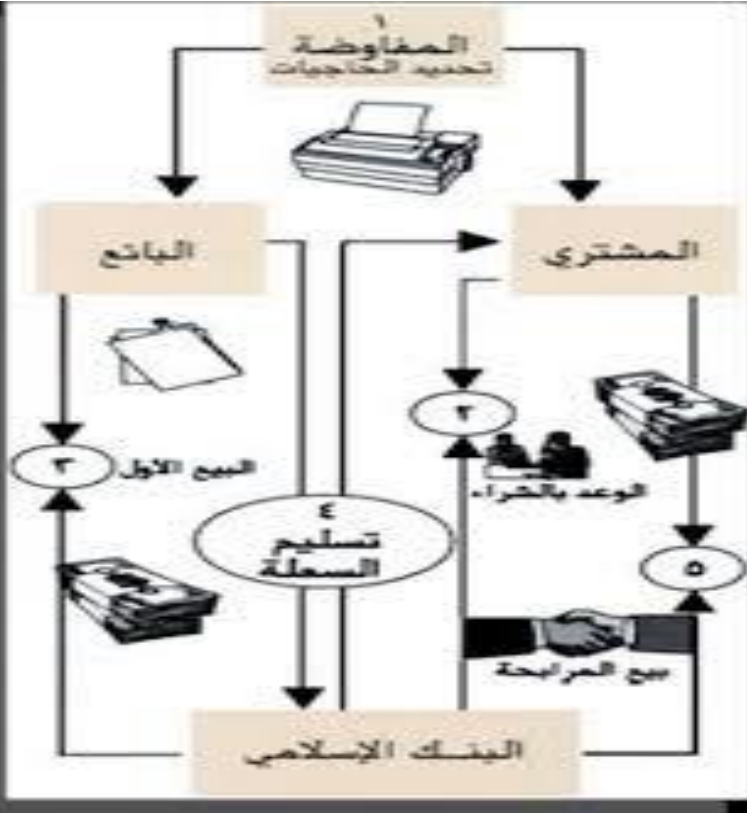 ١
المفاوضة
تحديد الحاجيات
المشتري
البائع
٢
الوعد بالشراء
٣
البيع الأول
٤
تسليم
السعلة
٥
بيع المرابحة
البنك الإسلامي